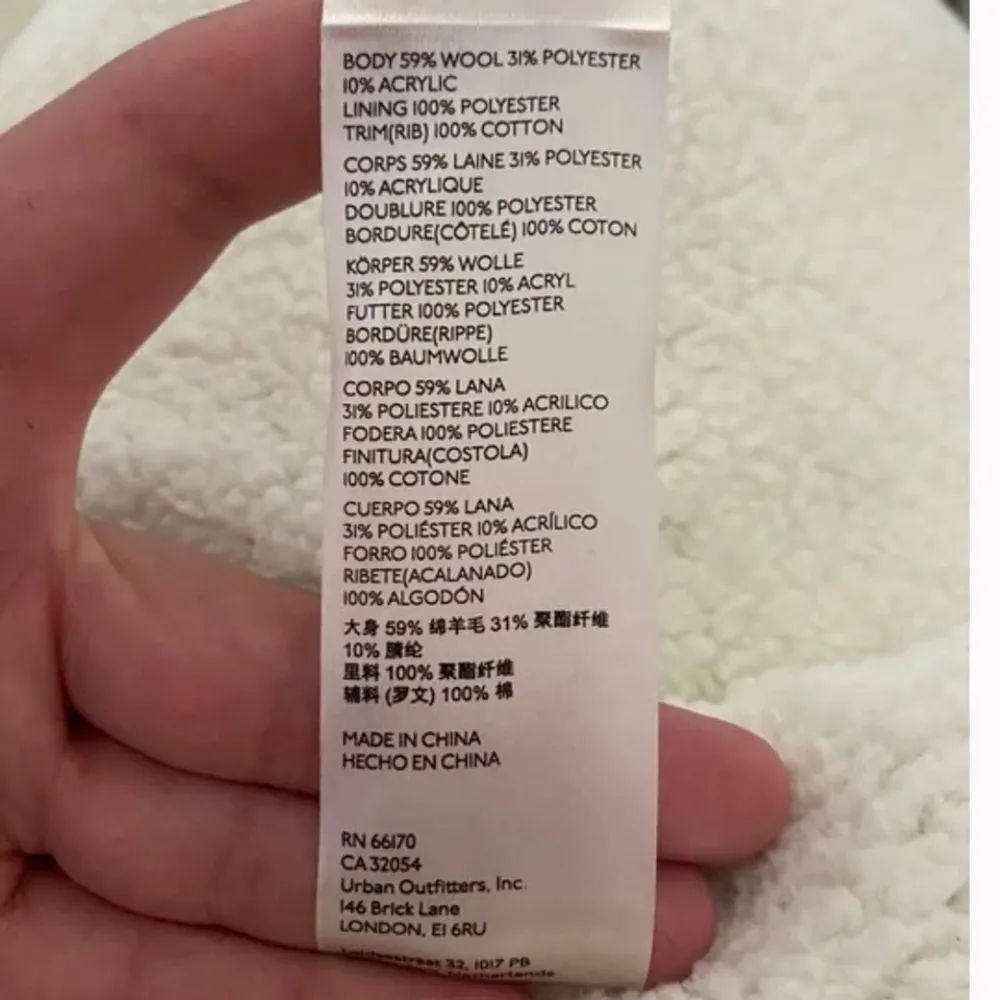 BODY 59% WOOL 31% POLYESTER
10% ACRYLIC
LINING 100% POLYESTER
TRIM(RIB) 100% COTTON
CORPS 59% LAINE 31% POLYESTER
10% ACRYLIQUE
DOUBLURE 100% POLYESTER
BORDURE(CÔTELÉ) 100% COTON
KÖRPER 59% WOLLE
31% POLYESTER 10% ACRYL
FUTTER 100% POLYESTER
BORDÜRE(RIPPE)
100% BAUMWOLLE
CORPO 59% LANA
31% POLIESTERE 10% ACRILICO
FODERA 100% POLIESTERE
FINITURA(COSTOLA)
100% COTONE
CUERPO 59% LANA
31% POLIÉSTER 10% ACRÍLICO
FORRO 100% POLIÉSTER
RIBETE(ACALANADO)
100% ALGODÓN
大身 59% 绵羊毛 31% 聚酯纤维
10% 腈纶
里料 100% 聚酯纤维
辅料 (罗文) 100% 棉
MADE IN CHINA
HECHO EN CHINA
RN 66170
CA 32054
Urban Outfitters, Inc.
146 Brick Lane
LONDON, E1 6RU
32, 1017 PB
Netherlands